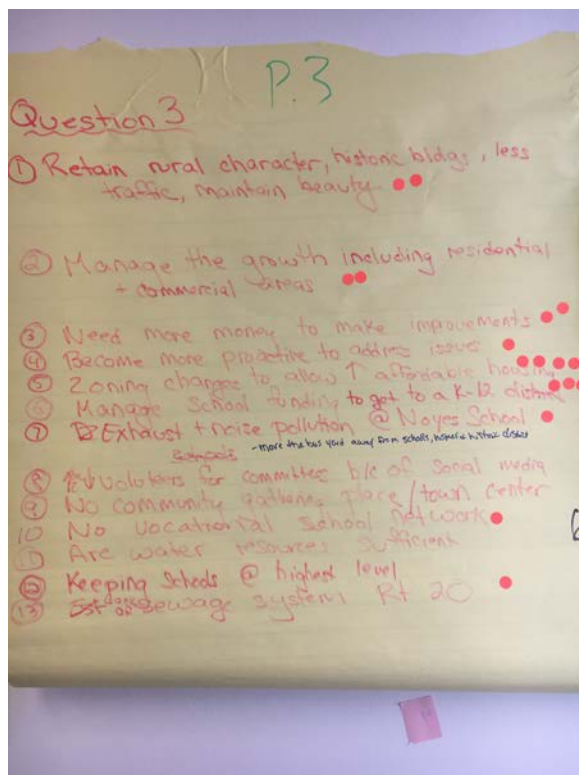 P.3
Question 3
① Retain rural character, historic bldgs, less
traffic, maintain beauty
② Manage the growth including residential
+ commercial areas
③ Need more money to make improvements
④ Become more proactive to address issues
⑤ Zoning changes to allow ↑ affordable housing
⑥ Manage School funding to get to a K-12 district
⑦ Exhaust + noise pollution @ Noyes School
- move the bus yard away from schools, historic district
schools
⑧ ↓ Volunteers for committees b/c of Social media
⑨ No community gathering place/town center
10 No vocational school network
⑪ Are water resources sufficient
⑫ Keeping Schools @ highest level
⑬ sewage system Rt 20